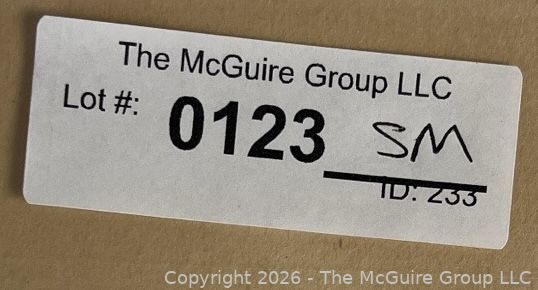 The McGuire Group LLC
Lot #: 0123 SM
ID: 233
Copyright 2026 - The McGuire Group LLC